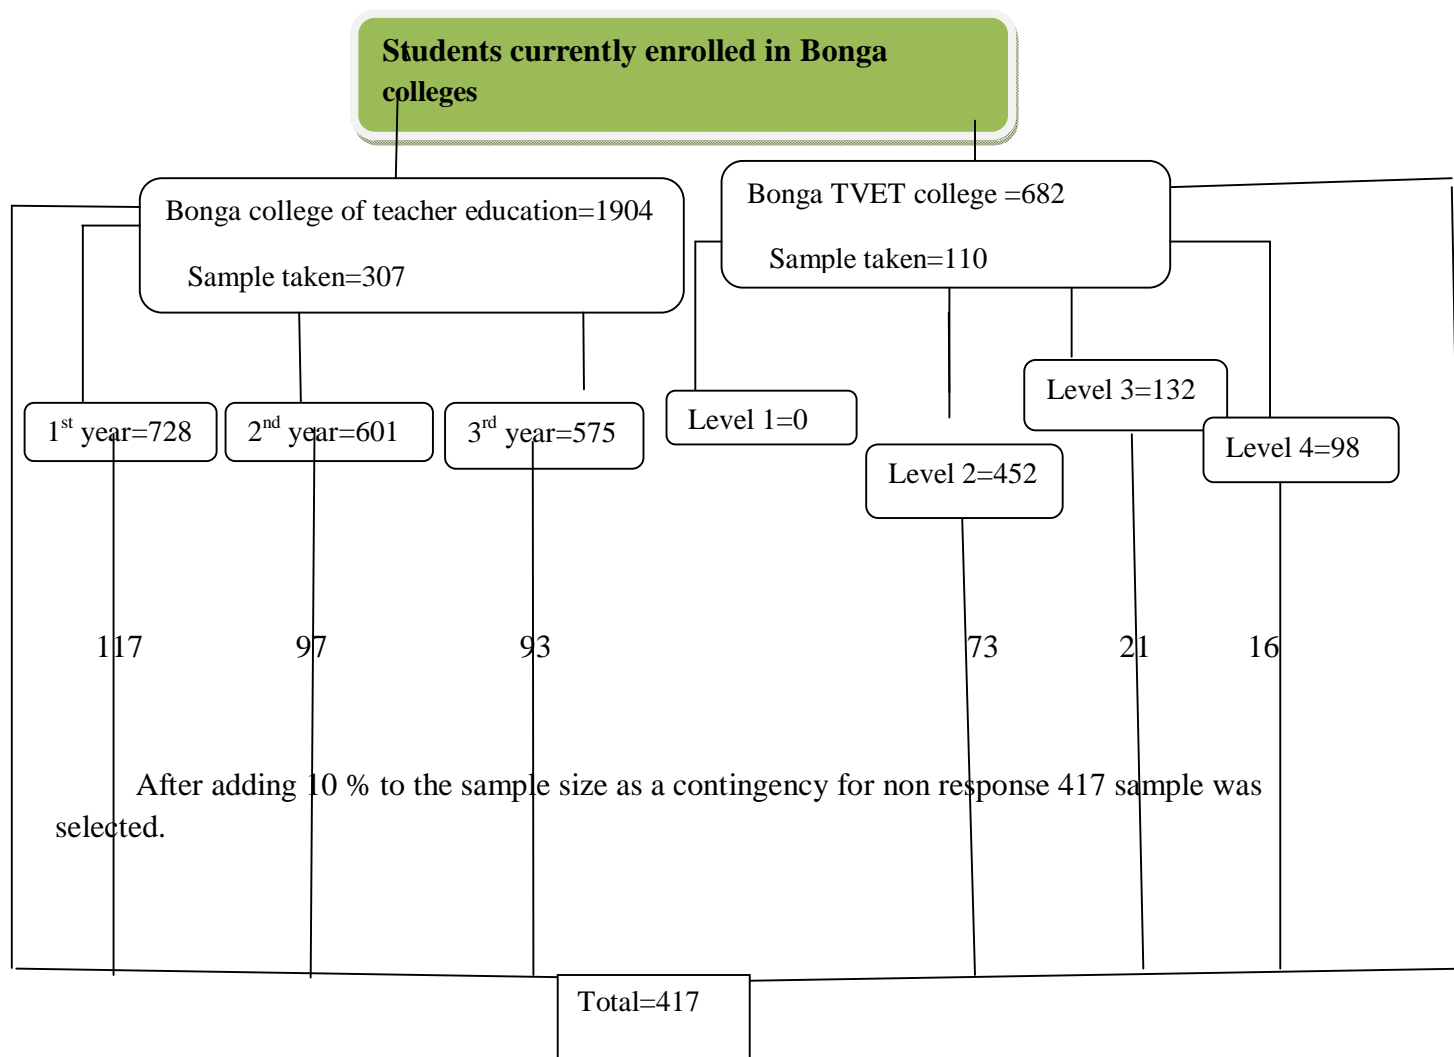 Students currently enrolled in Bonga
colleges
Bonga college of teacher education=1904
Sample taken=307
Bonga TVET college =682
Sample taken=110
1st year=728
2nd year=601
3rd year=575
Level 1=0
Level 2=452
Level 3=132
Level 4=98
117
97
93
73
21
16
After adding 10 % to the sample size as a contingency for non response 417 sample was
selected.
Total=417